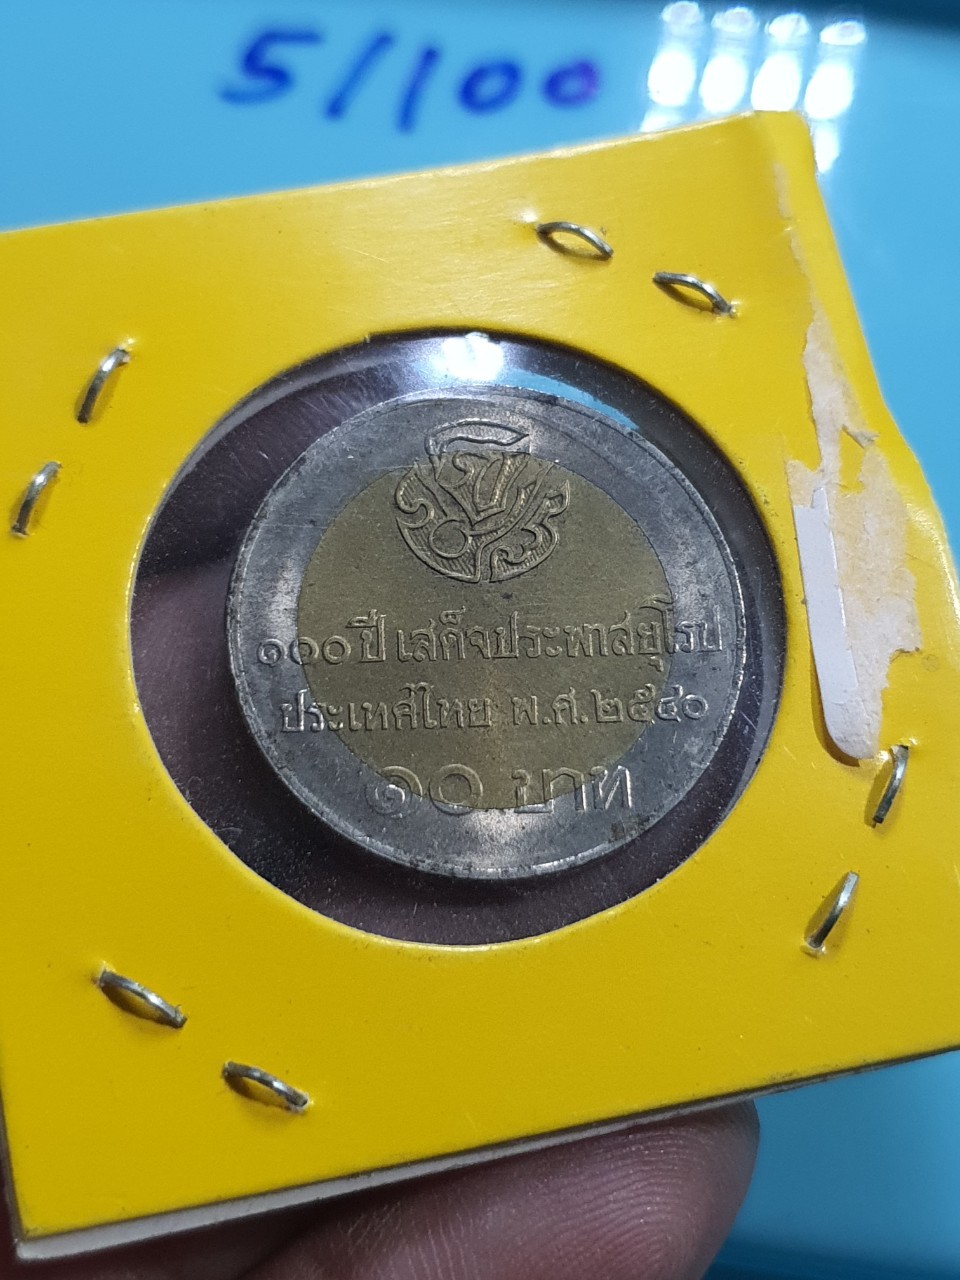 5/100
๑๐๐ ปี เสด็จประพาสยุโรป
ประเทศไทย พ.ศ.๒๕๔๐
๑๐ บาท